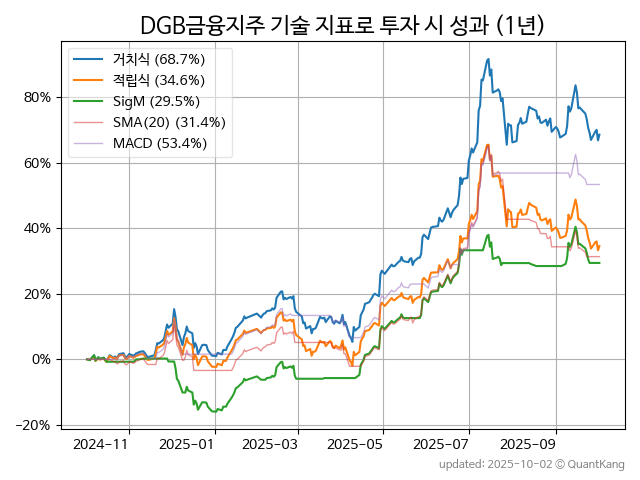 DGB금융지주 기술 지표로 투자 시 성과 (1년)
거치식 (68.7%)
적립식 (34.6%)
SigM (29.5%)
SMA(20) (31.4%)
MACD (53.4%)
80%
60%
40%
20%
0%
−20%
2024-11 2025-01 2025-03 2025-05 2025-07 2025-09
updated: 2025-10-02 © QuantKang